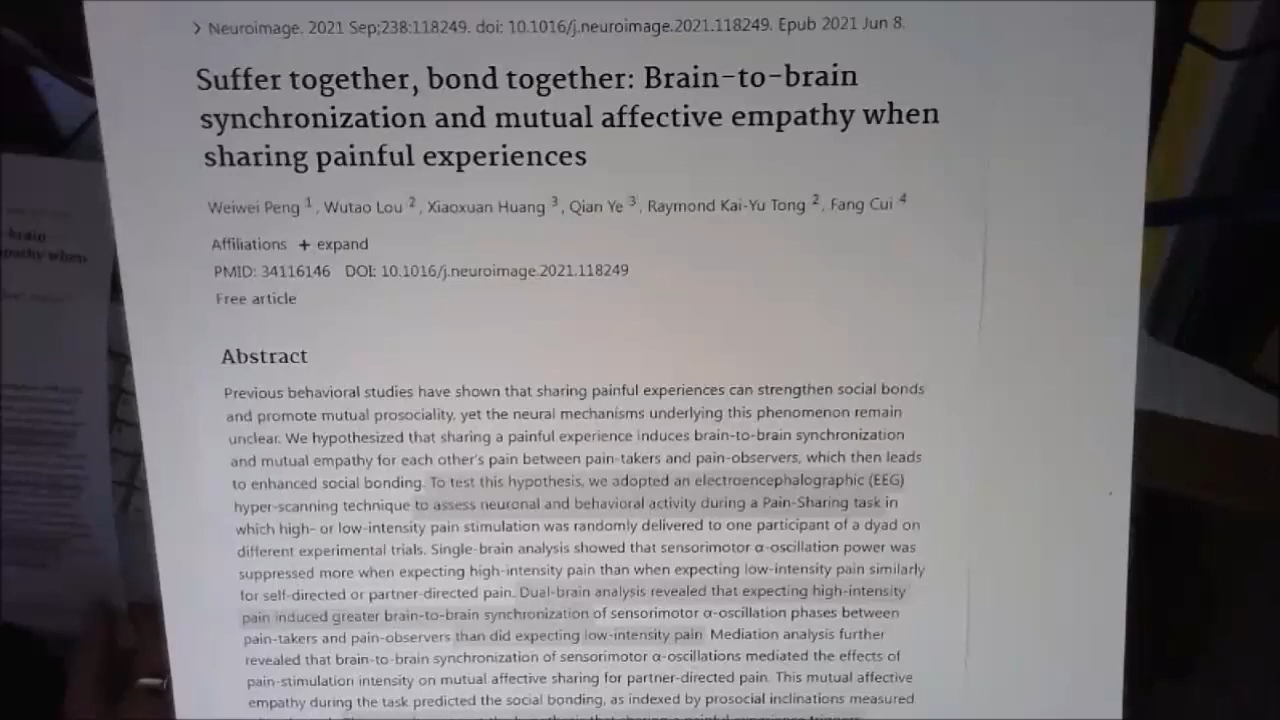 > Neuroimage. 2021 Sep;238:118249. doi: 10.1016/j.neuroimage.2021.118249. Epub 2021 Jun 8.
Suffer together, bond together: Brain-to-brain
synchronization and mutual affective empathy when
sharing painful experiences
Weiwei Peng 1, Wutao Lou 2, Xiaoxuan Huang 3, Qian Ye 3, Raymond Kai-Yu Tong 2, Fang Cui 4
Affiliations + expand
PMID: 34116146 DOI: 10.1016/j.neuroimage.2021.118249
Free article
Abstract
Previous behavioral studies have shown that sharing painful experiences can strengthen social bonds
and promote mutual prosociality, yet the neural mechanisms underlying this phenomenon remain
unclear. We hypothesized that sharing a painful experience induces brain-to-brain synchronization
and mutual empathy for each other's pain between pain-takers and pain-observers, which then leads
to enhanced social bonding. To test this hypothesis, we adopted an electroencephalographic (EEG)
hyper-scanning technique to assess neuronal and behavioral activity during a Pain-Sharing task in
which high- or low-intensity pain stimulation was randomly delivered to one participant of a dyad on
different experimental trials. Single-brain analysis showed that sensorimotor α-oscillation power was
suppressed more when expecting high-intensity pain than when expecting low-intensity pain similarly
for self-directed or partner-directed pain. Dual-brain analysis revealed that expecting high-intensity
pain induced greater brain-to-brain synchronization of sensorimotor α-oscillation phases between
pain-takers and pain-observers than did expecting low-intensity pain. Mediation analysis further
revealed that brain-to-brain synchronization of sensorimotor α-oscillations mediated the effects of
pain-stimulation intensity on mutual affective sharing for partner-directed pain. This mutual affective
empathy during the task predicted the social bonding, as indexed by prosocial inclinations measured
brain
empathy when